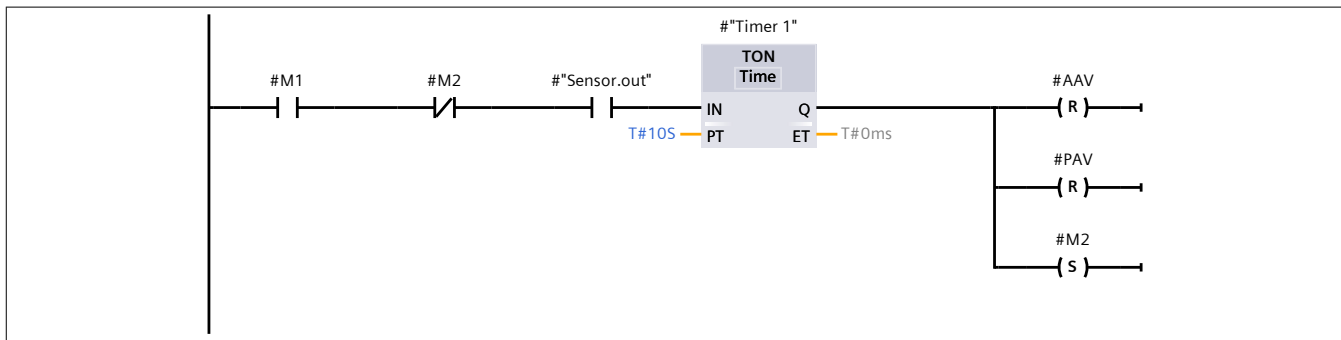 #"Timer 1"
TON
Time
#M1
#M2
#"Sensor.out"
#AAV
IN
Q
R
T#10S
PT
ET
T#0ms
#PAV
R
#M2
S